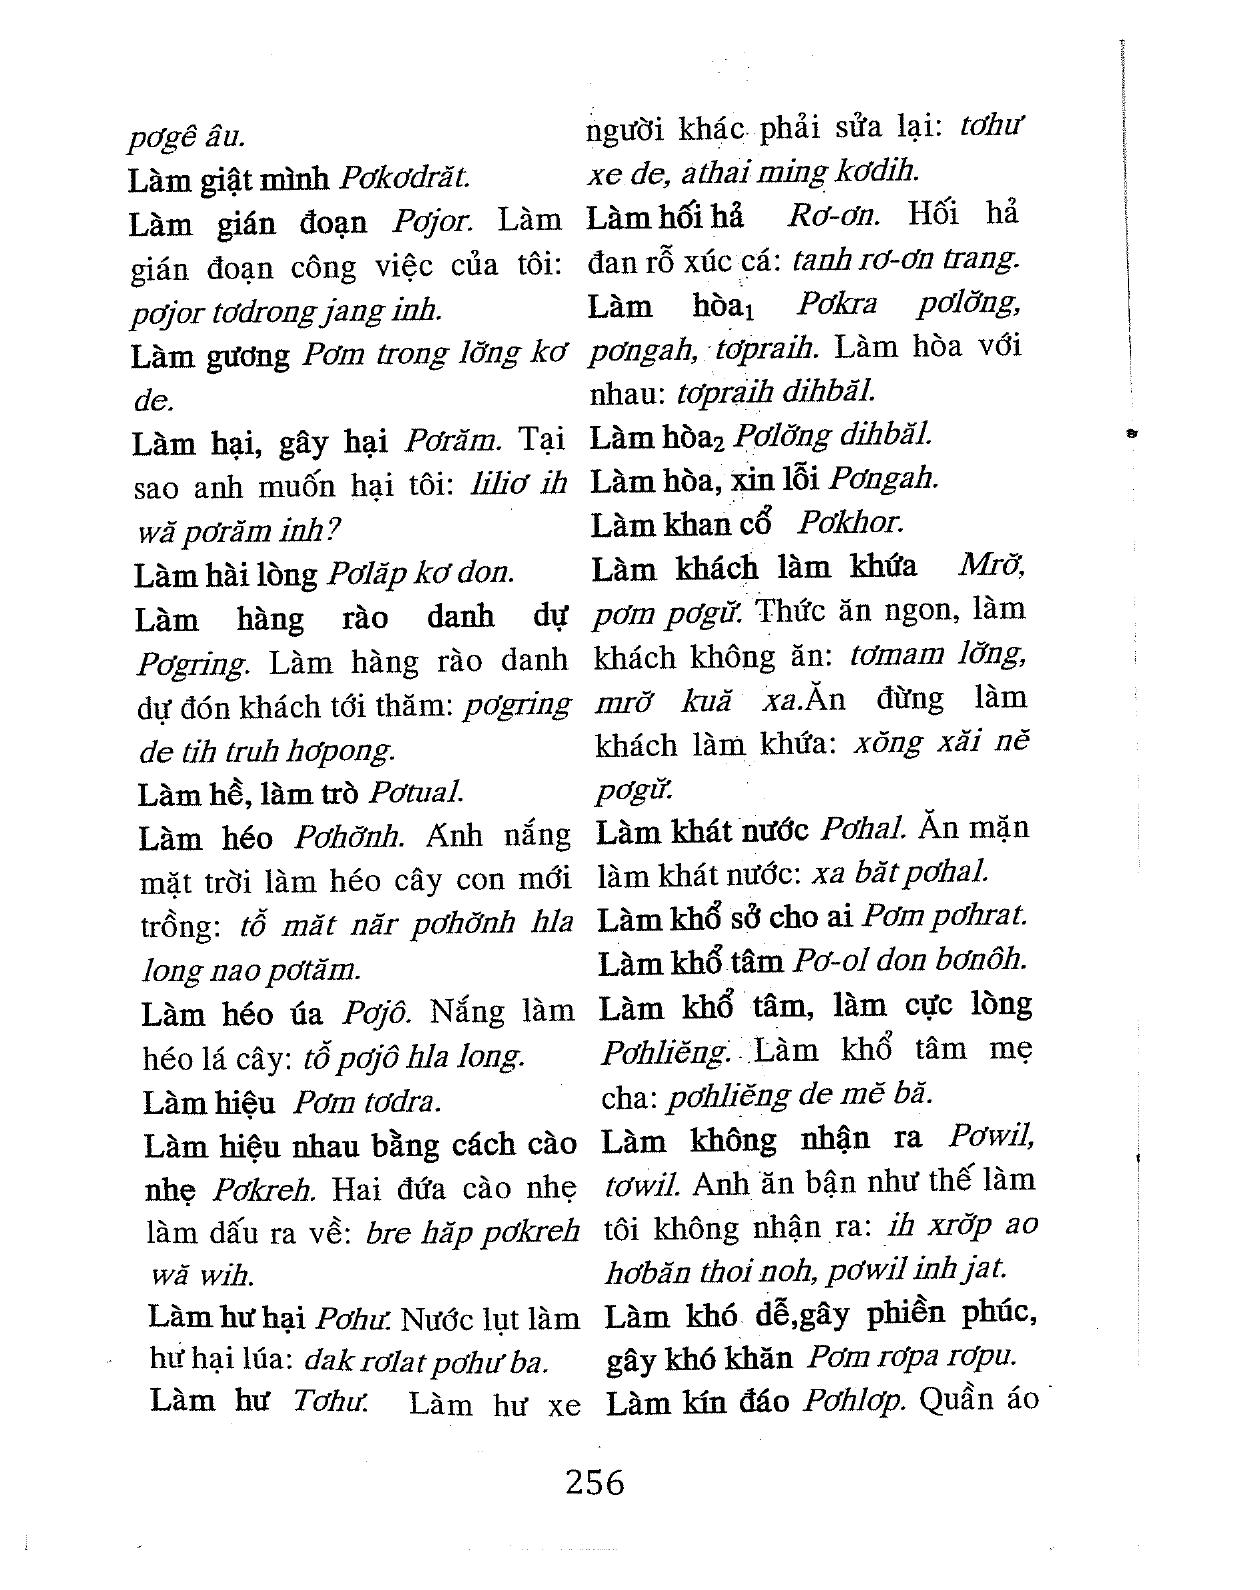 pơgê âu.
Làm giật mình Pơkơdrăt.
Làm gián đoạn Pơjor. Làm
gián đoạn công việc của tôi:
pơjor tơdrong jang inh.
Làm gương Pơm trong lỡng kơ
de.
Làm hại, gây hại Pơrăm. Tại
sao anh muốn hại tôi: liliơ ih
wă pơrăm inh?
Làm hài lòng Pơlăp kơ don.
Làm hàng rào danh dự
Pơgring. Làm hàng rào danh
dự đón khách tới thăm: pơgring
de tih truh hơpong.
Làm hề, làm trò Pơtual.
Làm héo Pơhỡnh. Ánh nắng
mặt trời làm héo cây con mới
trồng: tỗ măt năr pơhỡnh hla
long nao pơtăm.
Làm héo úa Pơjô. Nắng làm
héo lá cây: tỗ pơjô hla long.
Làm hiệu Pơm tơdra.
Làm hiệu nhau bằng cách cào
nhẹ Pơkreh. Hai đứa cào nhẹ
làm dấu ra về: bre hăp pơkreh
wă wih.
Làm hư hại Pơhư. Nước lụt làm
hư hại lúa: dak rơlat pơhư ba.
Làm hư Tơhư. Làm hư xe
người khác phải sửa lại: tơhư
xe de, athai ming kơdih.
Làm hối hả Rơ-ơn. Hối hả
đan rỗ xúc cá: tanh rơ-ơn trang.
Làm hòa₁ Pơkra pơlỡng,
pơngah, tơpraih. Làm hòa với
nhau: tơpraih dihbăl.
Làm hòa₂ Pơlỡng dihbăl.
Làm hòa, xin lỗi Pơngah.
Làm khan cổ Pơkhor.
Làm khách làm khứa Mrỡ,
pơm pơgữ. Thức ăn ngon, làm
khách không ăn: tơmam lỡng,
mrỡ kuă xa.Ăn đừng làm
khách làm khứa: xŏng xăi nĕ
pơgữ.
Làm khát nước Pơhal. Ăn mặn
làm khát nước: xa băt pơhal.
Làm khổ sở cho ai Pơm pơhrat.
Làm khổ tâm Pơ-ol don bơnôh.
Làm khổ tâm, làm cực lòng
Pơhliĕng. Làm khổ tâm mẹ
cha: pơhliĕng de mĕ bă.
Làm không nhận ra Pơwil,
tơwil. Anh ăn bận như thế làm
tôi không nhận ra: ih xrỡp ao
hơbăn thoi noh, pơwil inh jat.
Làm khó dễ,gây phiền phúc,
gây khó khăn Pơm rơpa rơpu.
Làm kín đáo Pơhlơp. Quần áo
256